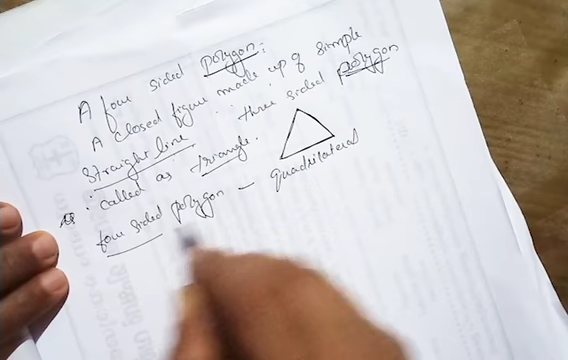 A four sided polygon:
A closed figure made up of simple
straight line . . three sided polygon
called as triangle.
four sided polygon - quadrilateral